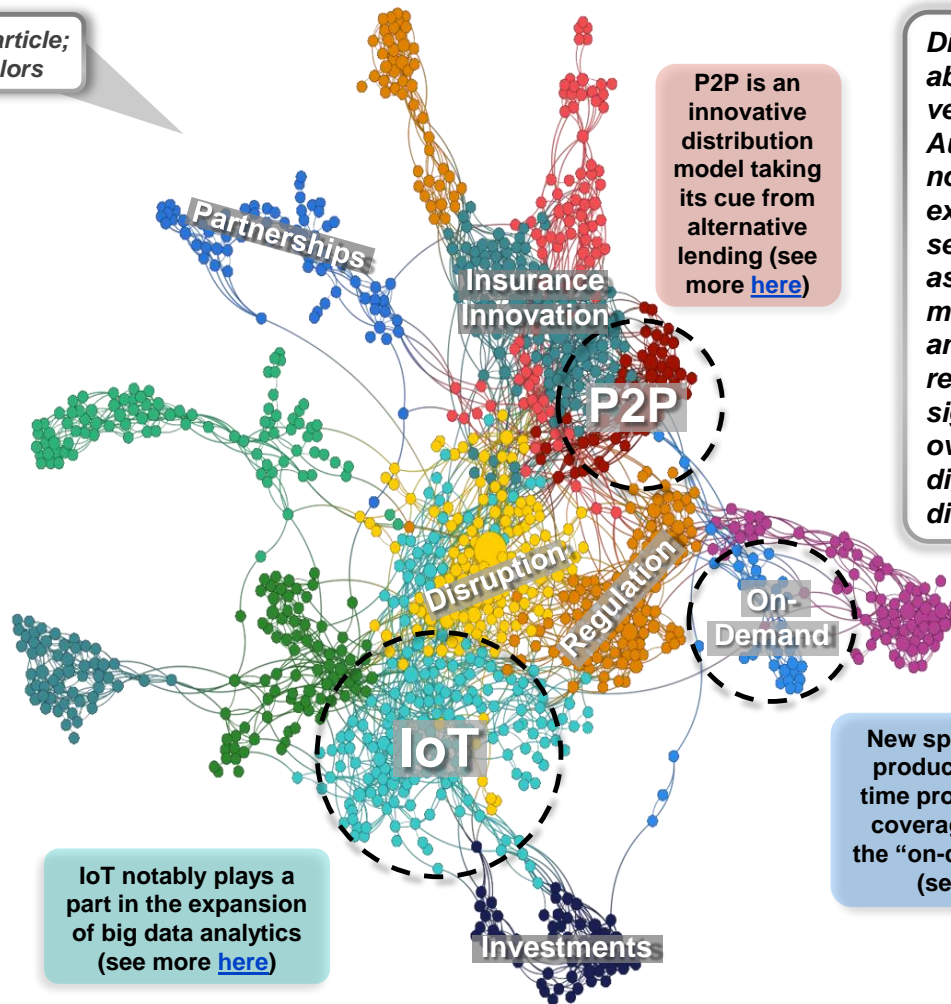 article;
lors
P2P is an
innovative
distribution
model taking
its cue from
alternative
lending (see
more here)
Partnerships
Insurance
Innovation
P2P
Disruption
Regulation
On-
Demand
IoT
New sp
produc
time pro
coverag
the “on-
(se
IoT notably plays a
part in the expansion
of big data analytics
(see more here)
Investments